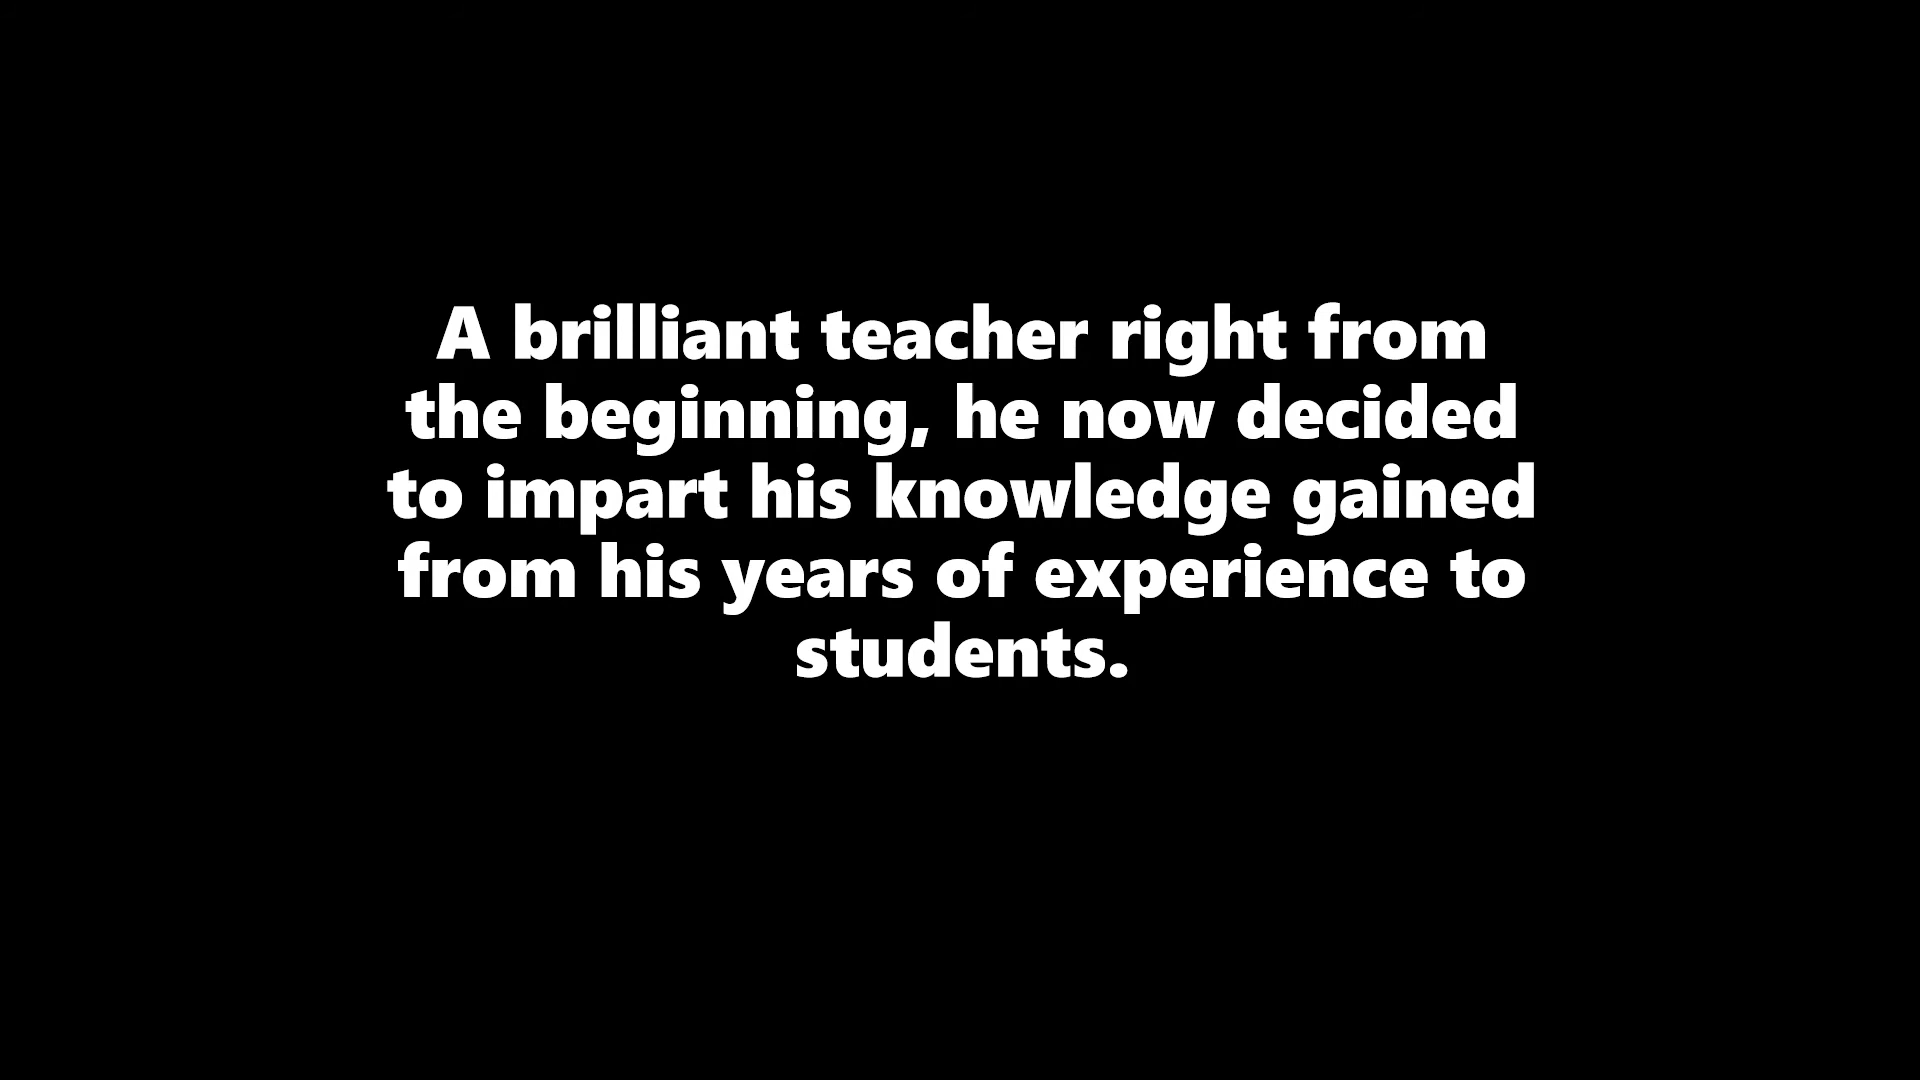 A brilliant teacher right from
the beginning, he now decided
to impart his knowledge gained
from his years of experience to
students.